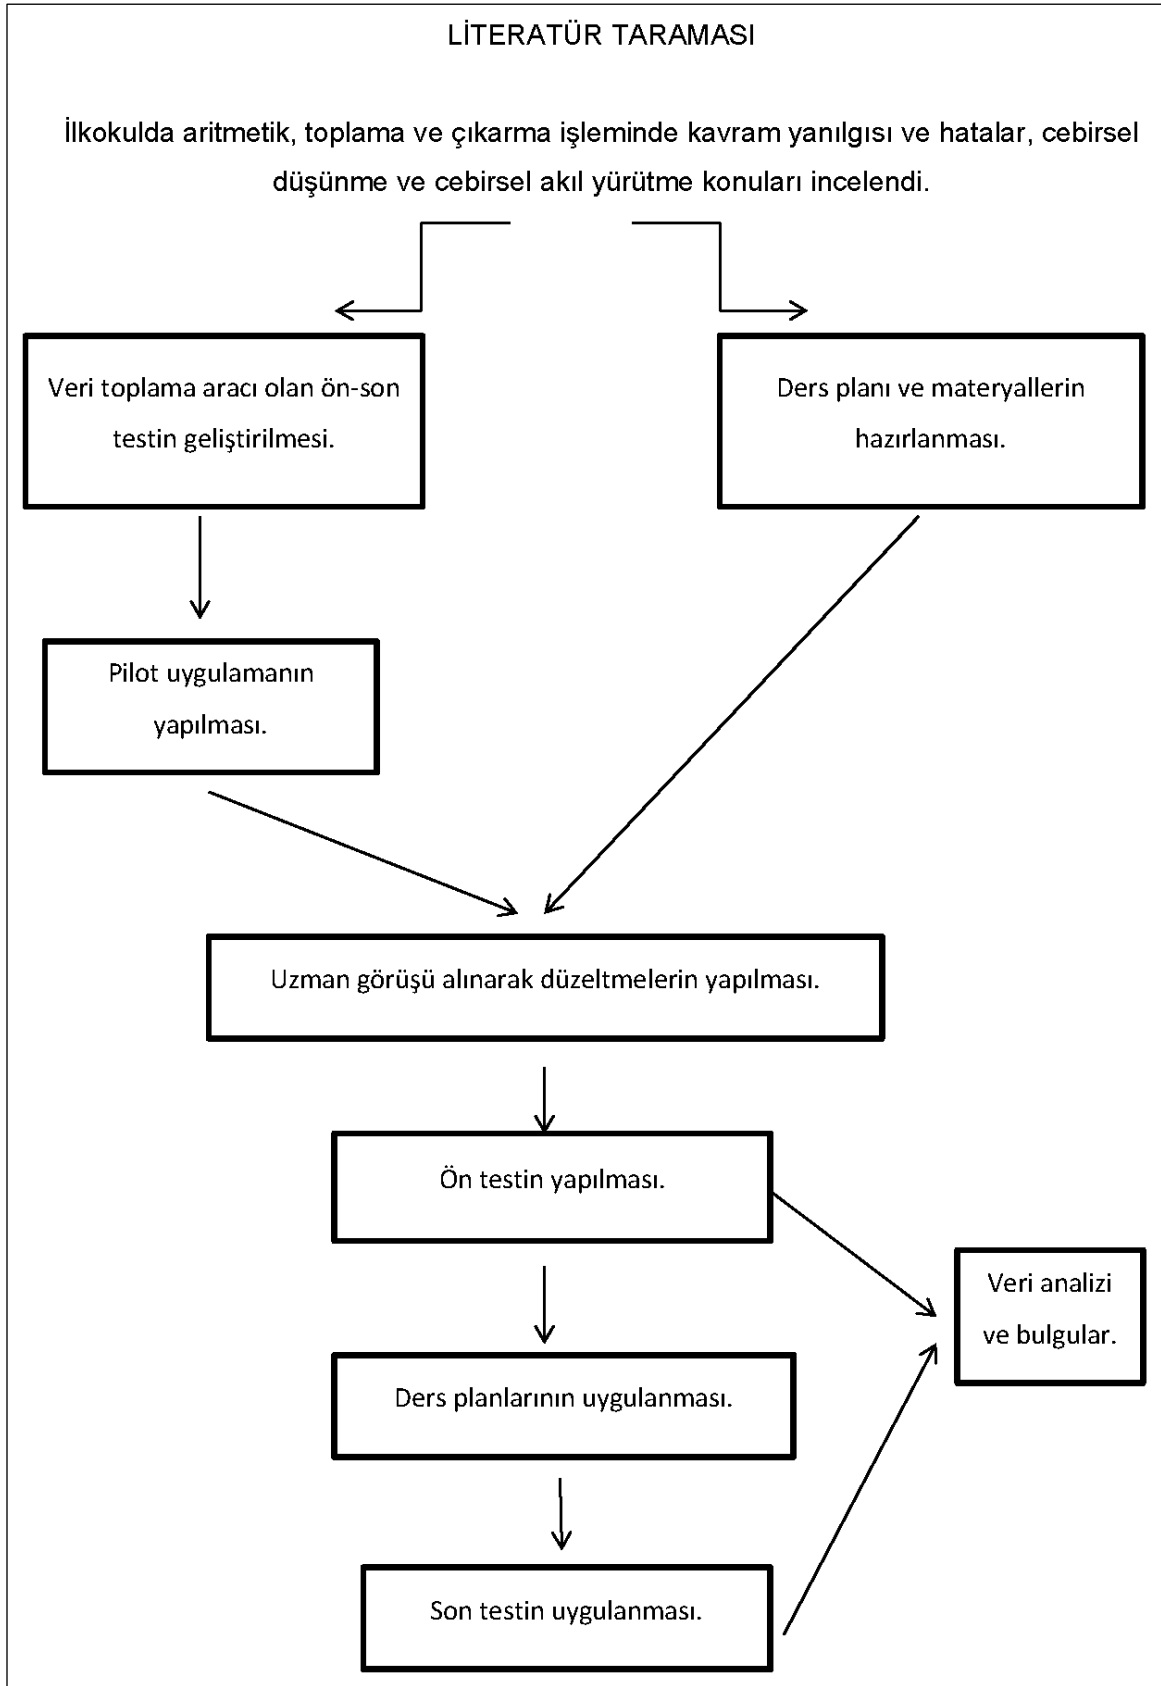 LİTERATÜR TARAMASI
İlkokulda aritmetik, toplama ve çıkarma işleminde kavram yanılgısı ve hatalar, cebirsel
düşünme ve cebirsel akıl yürütme konuları incelendi.
Veri toplama aracı olan ön-son
testin geliştirilmesi.
Ders planı ve materyallerin
hazırlanması.
Pilot uygulamanın
yapılması.
Uzman görüşü alınarak düzeltmelerin yapılması.
Ön testin yapılması.
Veri analizi
ve bulgular.
Ders planlarının uygulanması.
Son testin uygulanması.